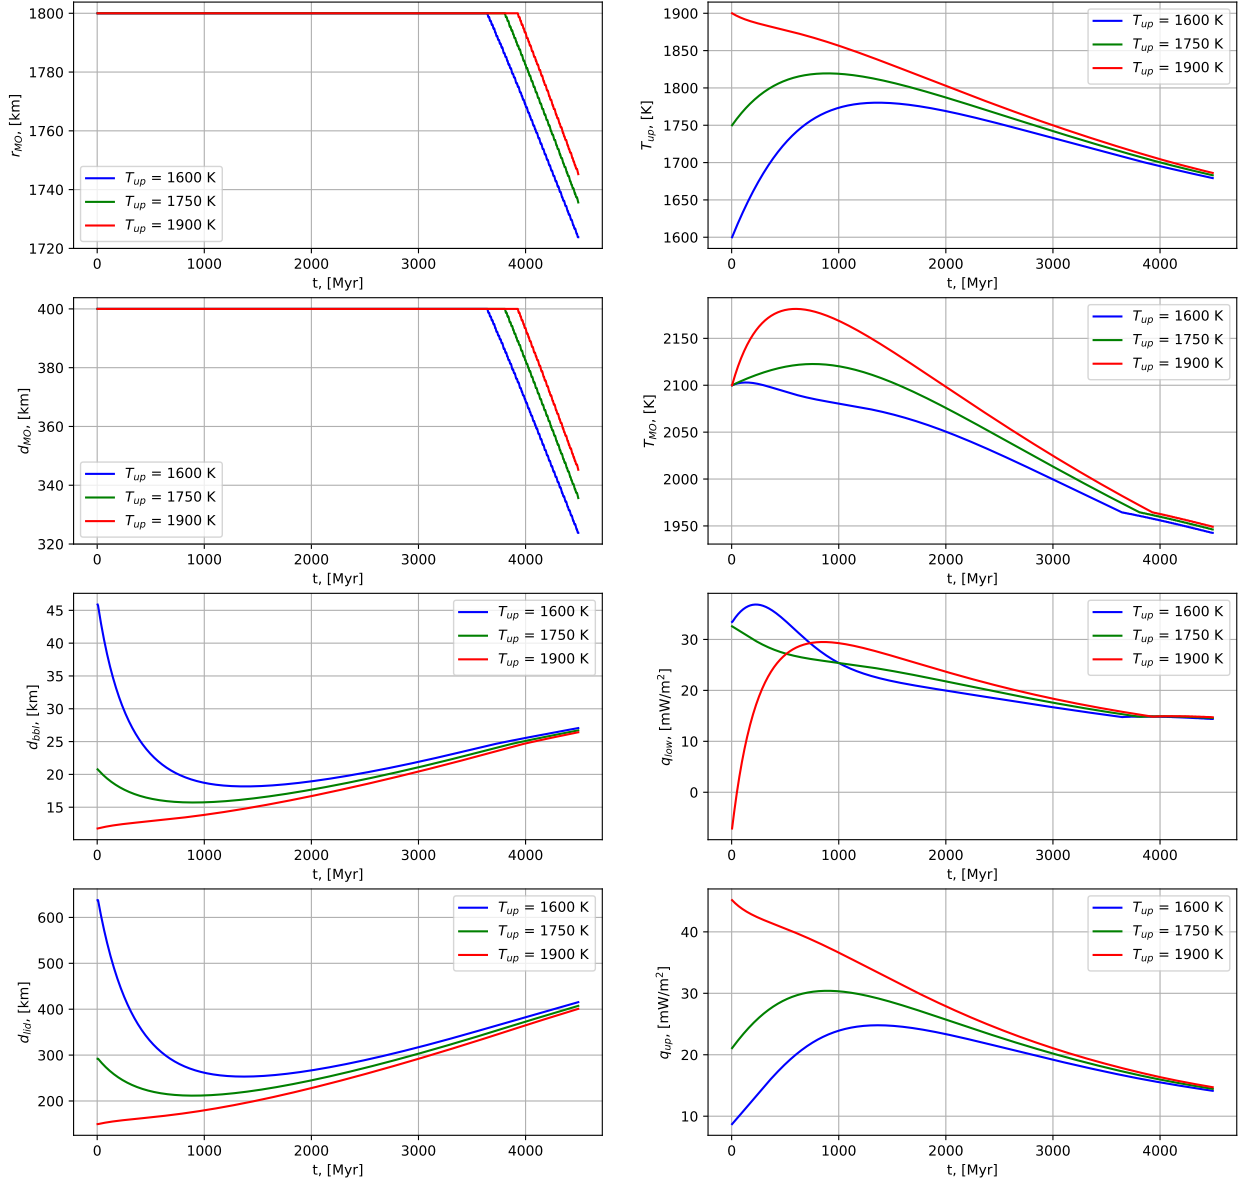 1800
1780
1760
1740
1720
r_MO, [km]
T_up = 1600 K
T_up = 1750 K
T_up = 1900 K
0 1000 2000 3000 4000
t, [Myr]
1900
1850
1800
1750
1700
1650
1600
T_up, [K]
T_up = 1600 K
T_up = 1750 K
T_up = 1900 K
0 1000 2000 3000 4000
t, [Myr]
400
380
360
340
320
d_MO, [km]
T_up = 1600 K
T_up = 1750 K
T_up = 1900 K
0 1000 2000 3000 4000
t, [Myr]
2150
2100
2050
2000
1950
T_MO, [K]
T_up = 1600 K
T_up = 1750 K
T_up = 1900 K
0 1000 2000 3000 4000
t, [Myr]
45
40
35
30
25
20
15
d_bbl, [km]
T_up = 1600 K
T_up = 1750 K
T_up = 1900 K
0 1000 2000 3000 4000
t, [Myr]
30
20
10
0
q_low, [mW/m²]
T_up = 1600 K
T_up = 1750 K
T_up = 1900 K
0 1000 2000 3000 4000
t, [Myr]
600
500
400
300
200
d_lid, [km]
T_up = 1600 K
T_up = 1750 K
T_up = 1900 K
0 1000 2000 3000 4000
t, [Myr]
40
30
20
10
q_up, [mW/m²]
T_up = 1600 K
T_up = 1750 K
T_up = 1900 K
0 1000 2000 3000 4000
t, [Myr]